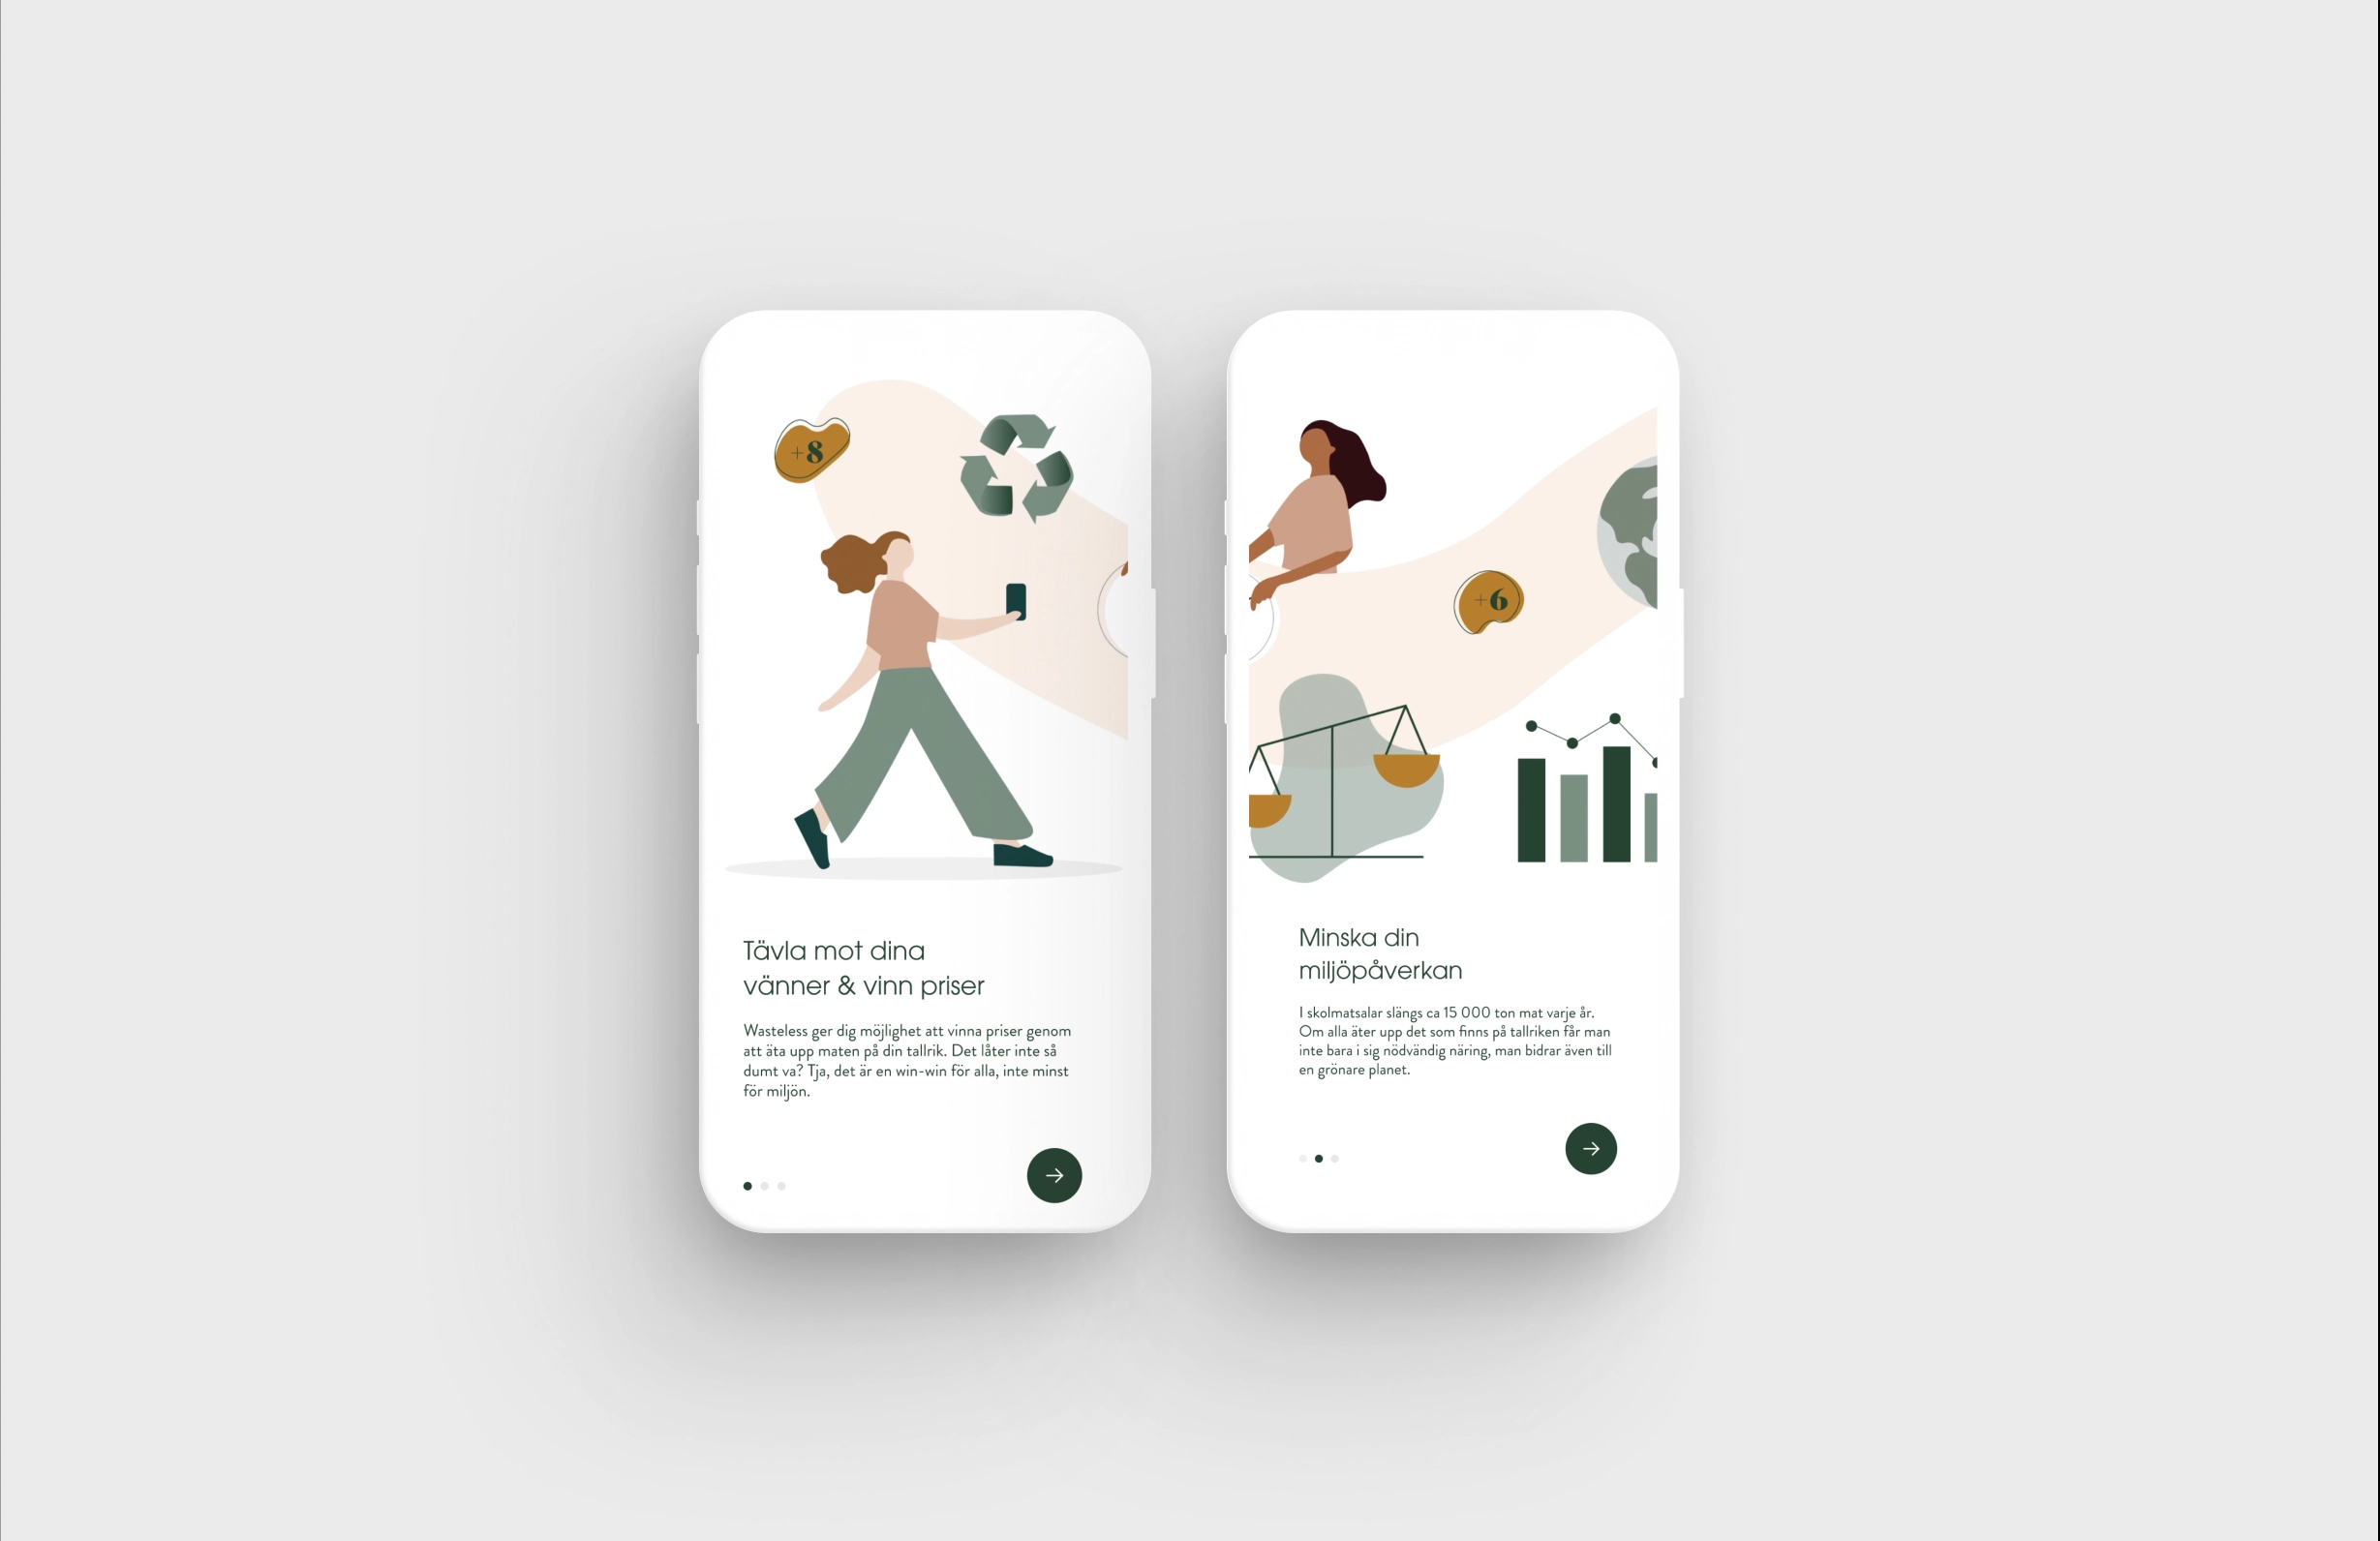 +8
Tävla mot dina
vänner & vinn priser
Wasteless ger dig möjlighet att vinna priser genom
att äta upp maten på din tallrik. Det låter inte så
dumt va? Tja, det är en win-win för alla, inte minst
för miljön.
+6
Minska din
miljöpåverkan
I skolmatsalar slängs ca 15 000 ton mat varje år.
Om alla äter upp det som finns på tallriken får man
inte bara i sig nödvändig näring, man bidrar även till
en grönare planet.